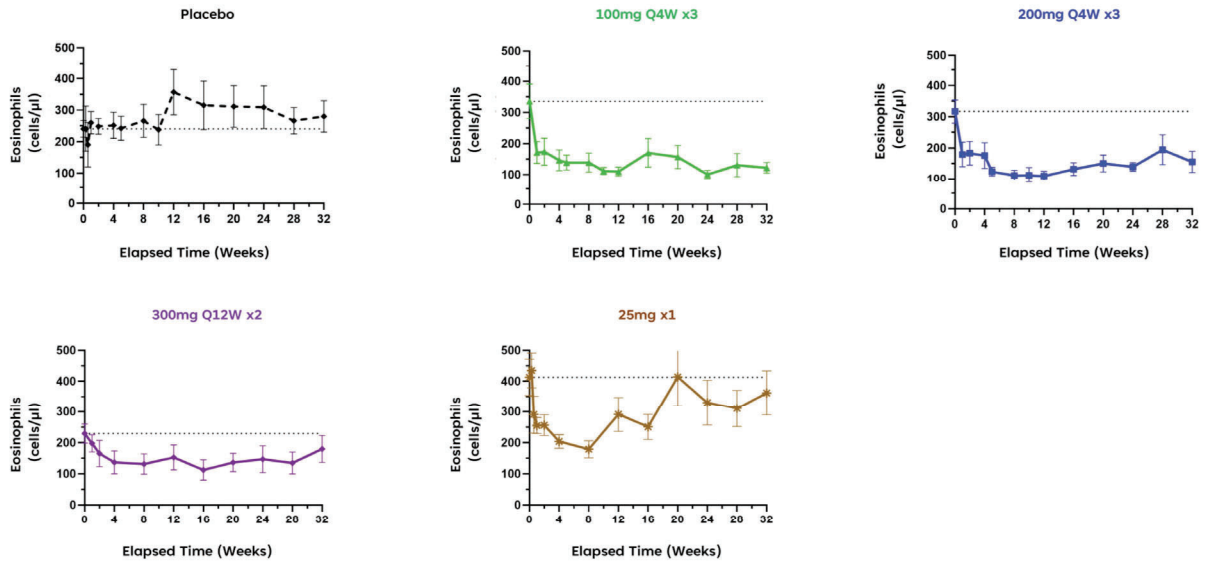 Placebo
Eosinophils
(cells/µl)
500
400
300
200
100
0
0 4 8 12 16 20 24 28 32
Elapsed Time (Weeks)
100mg Q4W x3
Eosinophils
(cells/µl)
500
400
300
200
100
0
0 4 8 12 16 20 24 28 32
Elapsed Time (Weeks)
200mg Q4W x3
Eosinophils
(cells/µl)
500
400
300
200
100
0
0 4 8 12 16 20 24 28 32
Elapsed Time (Weeks)
300mg Q12W x2
Eosinophils
(cells/µl)
500
400
300
200
100
0
0 4 8 12 16 20 24 28 32
Elapsed Time (Weeks)
25mg x1
Eosinophils
(cells/µl)
500
400
300
200
100
0
0 4 8 12 16 20 24 28 32
Elapsed Time (Weeks)